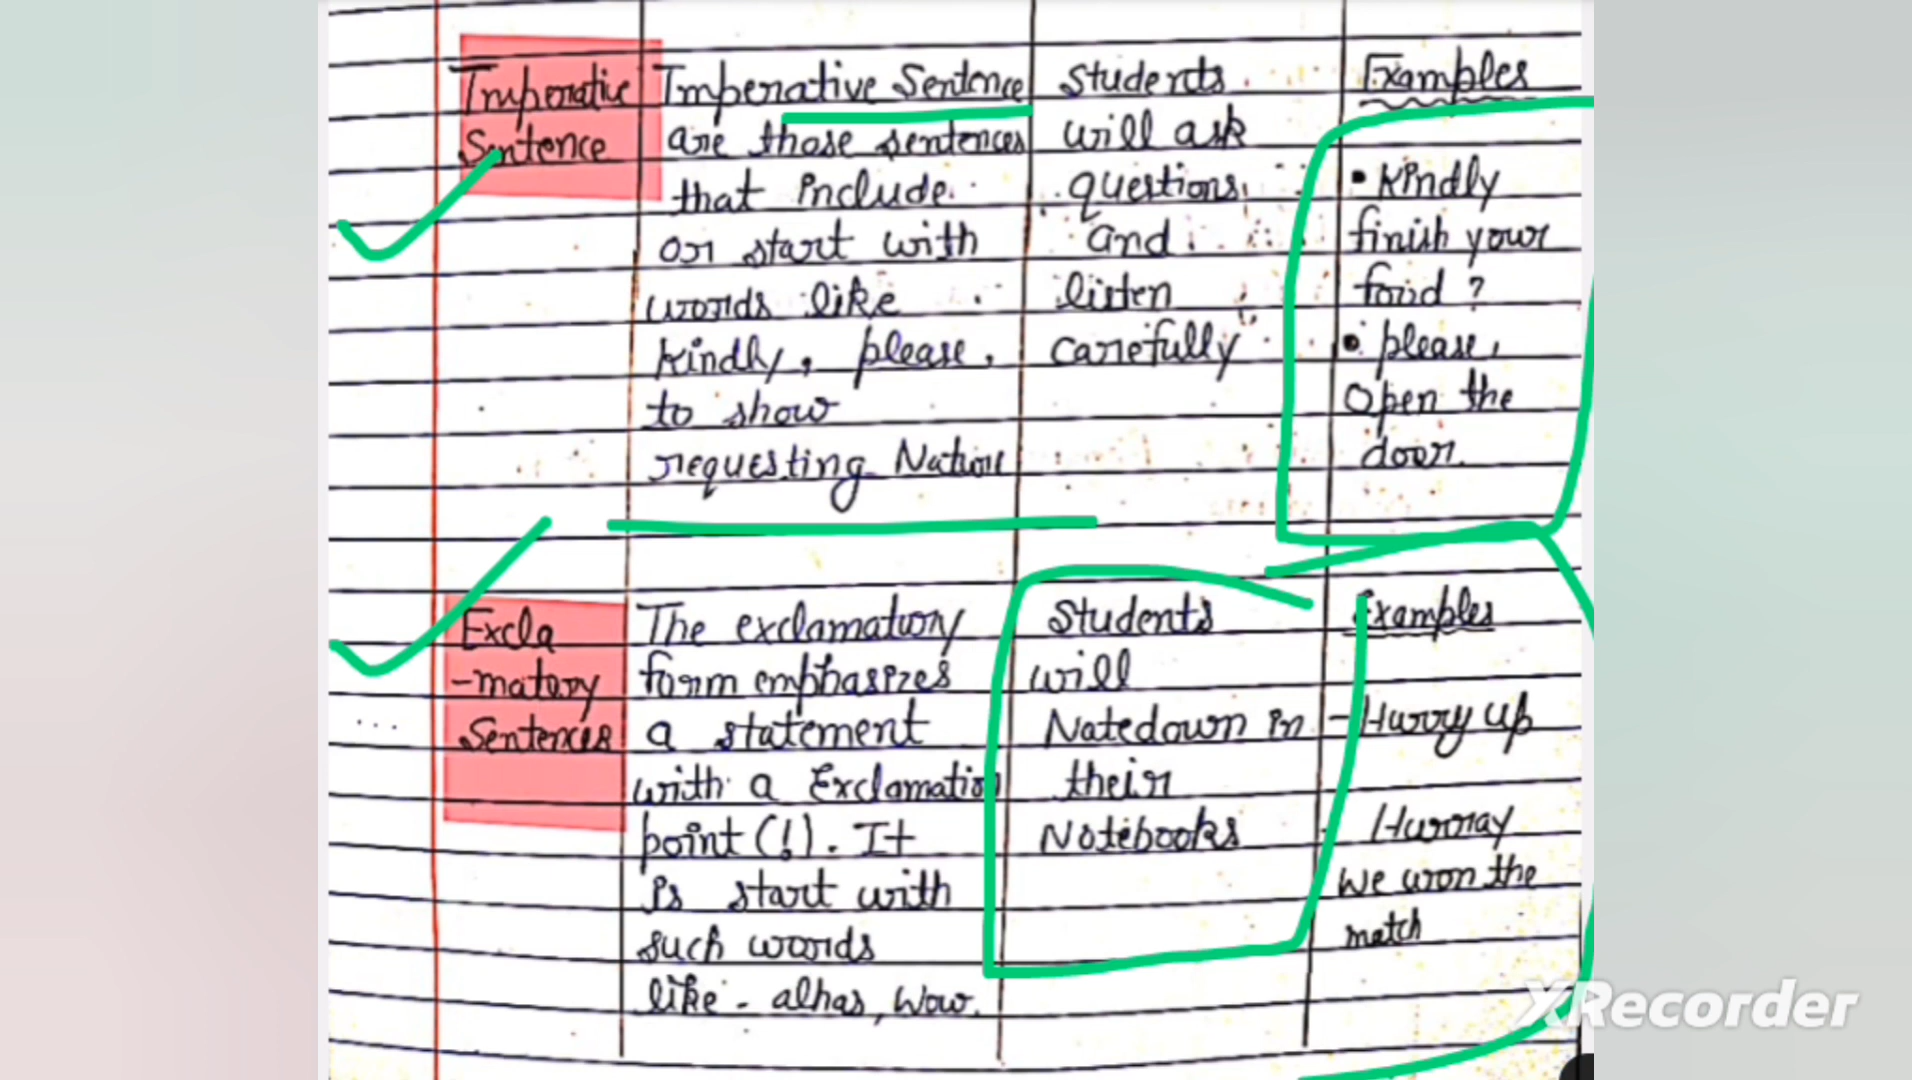 Imperative
Sentence
Imperative Sentence
are those sentences
that include
or start with
words like
kindly, please,
to show
requesting Nature
Students
will ask
questions
and
listen
carefully
Examples
• Kindly
finish your
food ?
• please,
Open the
door.
Excla
-matory
Sentences
The exclamatory
form emphasizes
a statement
with a Exclamation
point (!). It
is start with
such words
like - alhas, wow.
Students
will
Notedown in
their
Notebooks
Examples
- Hurry up
- Hurray
we won the
match
XRecorder